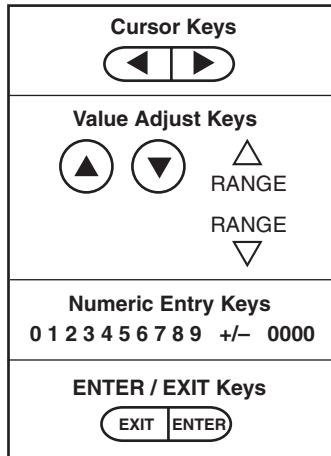 Cursor Keys
Value Adjust Keys
RANGE
RANGE
Numeric Entry Keys
0 1 2 3 4 5 6 7 8 9 +/– 0000
ENTER / EXIT Keys
EXIT ENTER